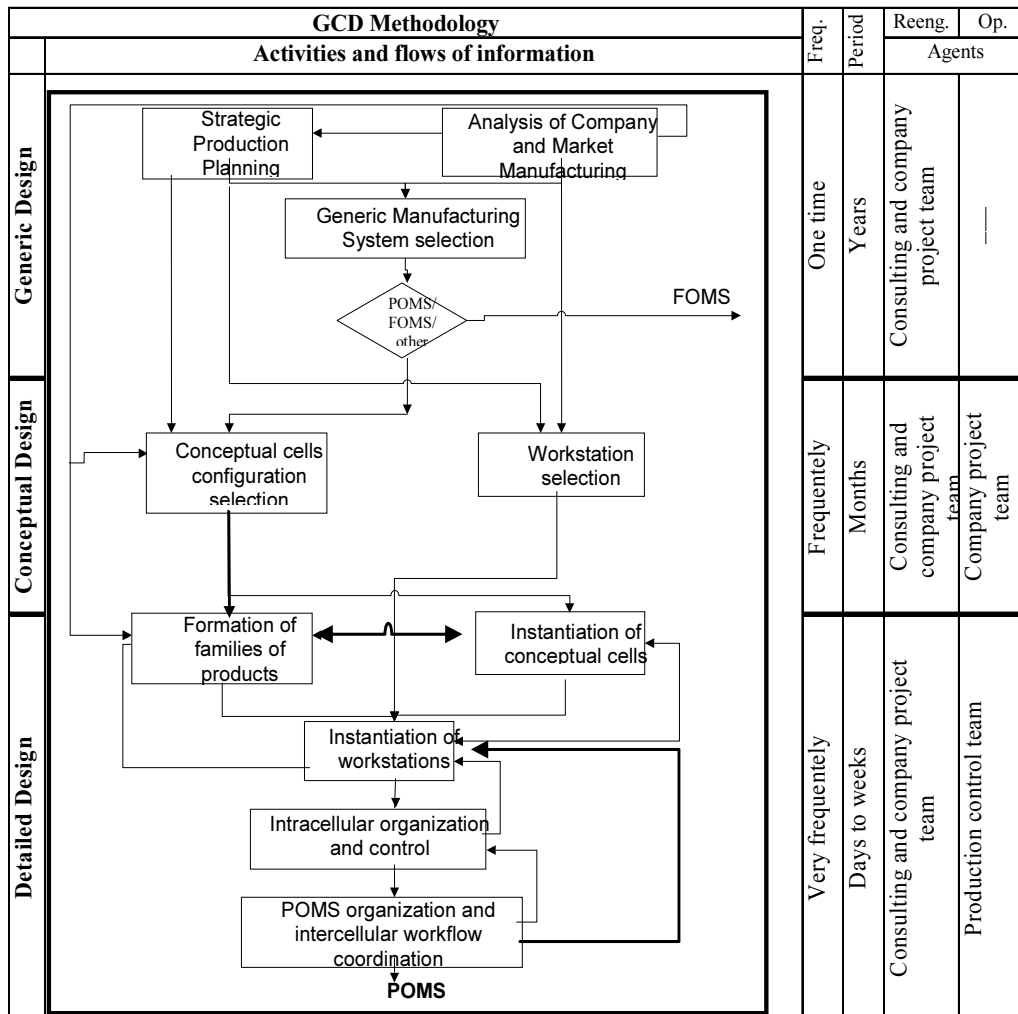 GCD Methodology
Activities and flows of information
Freq.
Period
Reeng.
Op.
Agents
Generic Design
Strategic
Production
Planning
Analysis of Company
and Market
Manufacturing
Generic Manufacturing
System selection
POMS/
FOMS/
other
FOMS
One time
Years
Consulting and company
project team
Conceptual Design
Conceptual cells
configuration
selection
Workstation
selection
Frequentely
Months
Consulting and
company project
team
Company project
team
Detailed Design
Formation of
families of
products
Instantiation of
conceptual cells
Instantiation of
workstations
Intracellular organization
and control
POMS organization and
intercellular workflow
coordination
POMS
Very frequentely
Days to weeks
Consulting and company project
team
Production control team